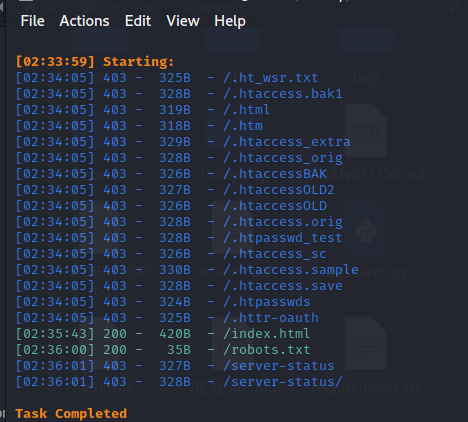 File Actions Edit View Help
[02:33:59] Starting:
[02:34:05] 403 - 325B - /.ht_wsr.txt
[02:34:05] 403 - 328B - /.htaccess.bak1
[02:34:05] 403 - 319B - /.html
[02:34:05] 403 - 318B - /.htm
[02:34:05] 403 - 329B - /.htaccess_extra
[02:34:05] 403 - 328B - /.htaccess_orig
[02:34:05] 403 - 326B - /.htaccessBAK
[02:34:05] 403 - 327B - /.htaccessOLD2
[02:34:05] 403 - 326B - /.htaccessOLD
[02:34:05] 403 - 328B - /.htaccess.orig
[02:34:05] 403 - 328B - /.htpasswd_test
[02:34:05] 403 - 326B - /.htaccess_sc
[02:34:05] 403 - 330B - /.htaccess.sample
[02:34:05] 403 - 328B - /.htaccess.save
[02:34:05] 403 - 324B - /.htpasswds
[02:34:05] 403 - 325B - /.httr-oauth
[02:35:43] 200 - 420B - /index.html
[02:36:00] 200 - 35B - /robots.txt
[02:36:01] 403 - 327B - /server-status
[02:36:01] 403 - 328B - /server-status/
Task Completed